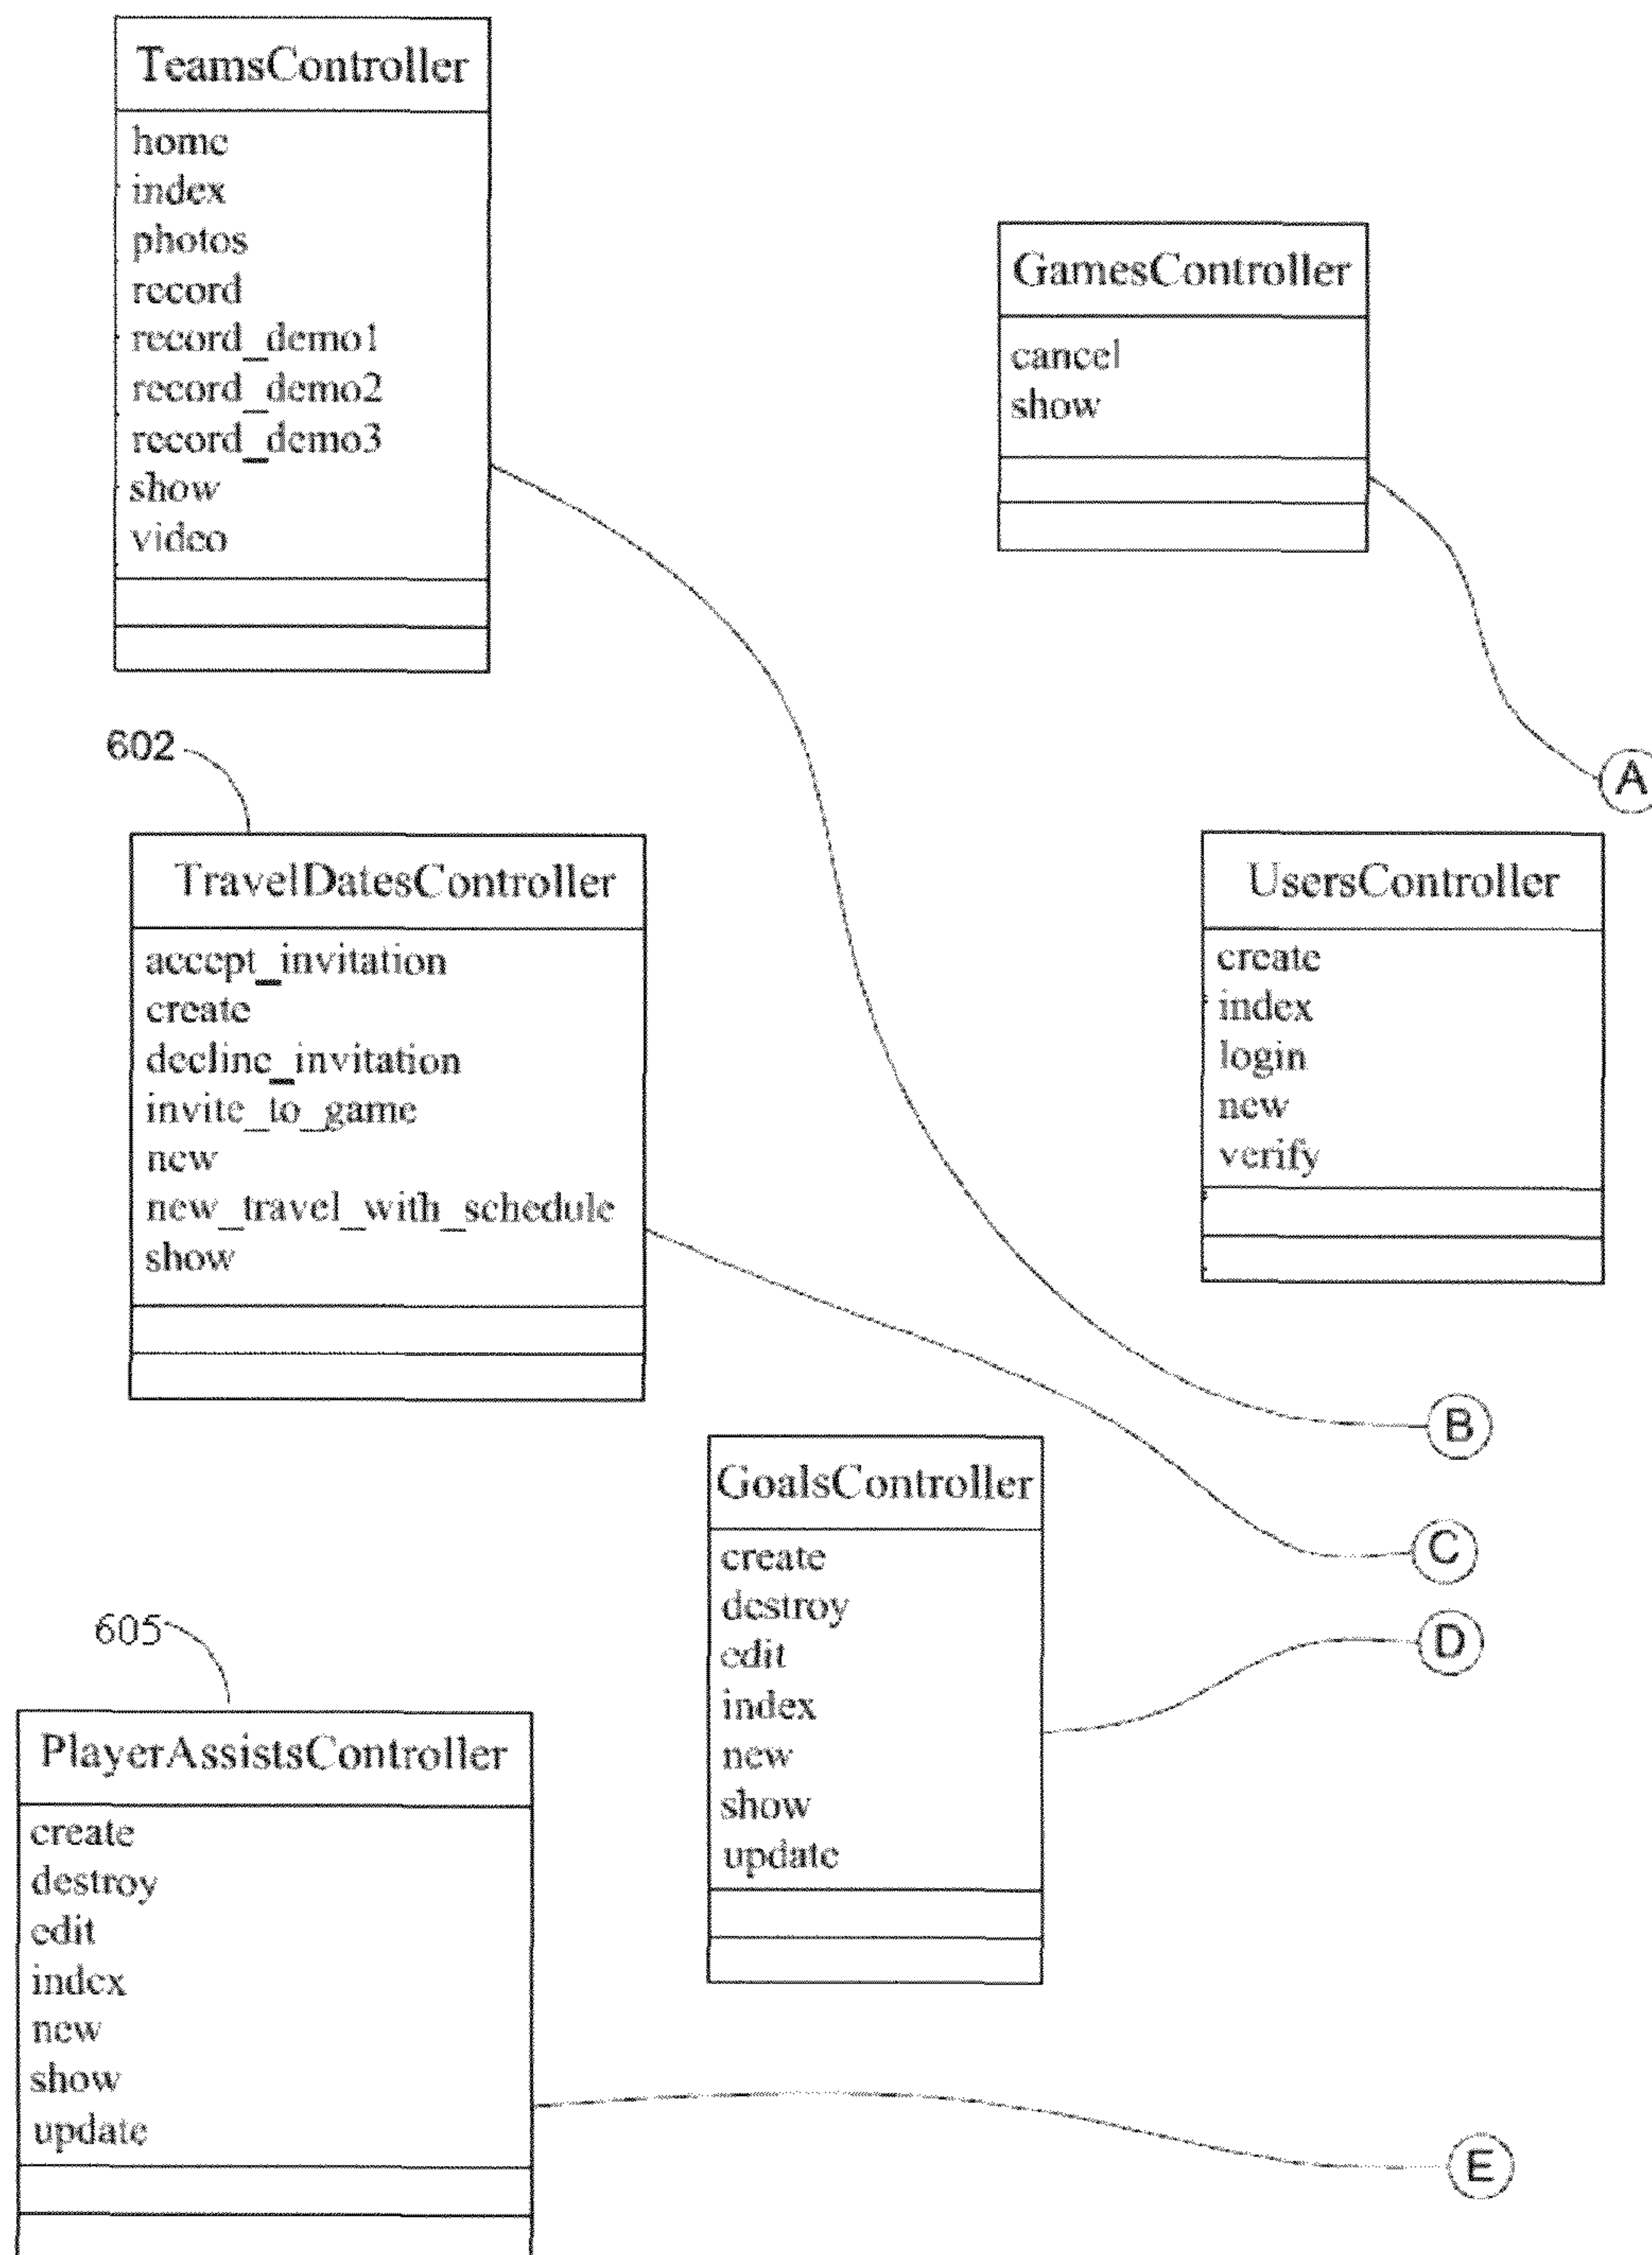 TeamsController
home
index
photos
record
record_demo1
record_demo2
record_demo3
show
video
GamesController
cancel
show
A
602
TravelDatesController
accept_invitation
create
decline_invitation
invite_to_game
new
new_travel_with_schedule
show
UsersController
create
index
login
new
verify
B
C
D
GoalsController
create
destroy
edit
index
new
show
update
605
PlayerAssistsController
create
destroy
edit
index
new
show
update
E